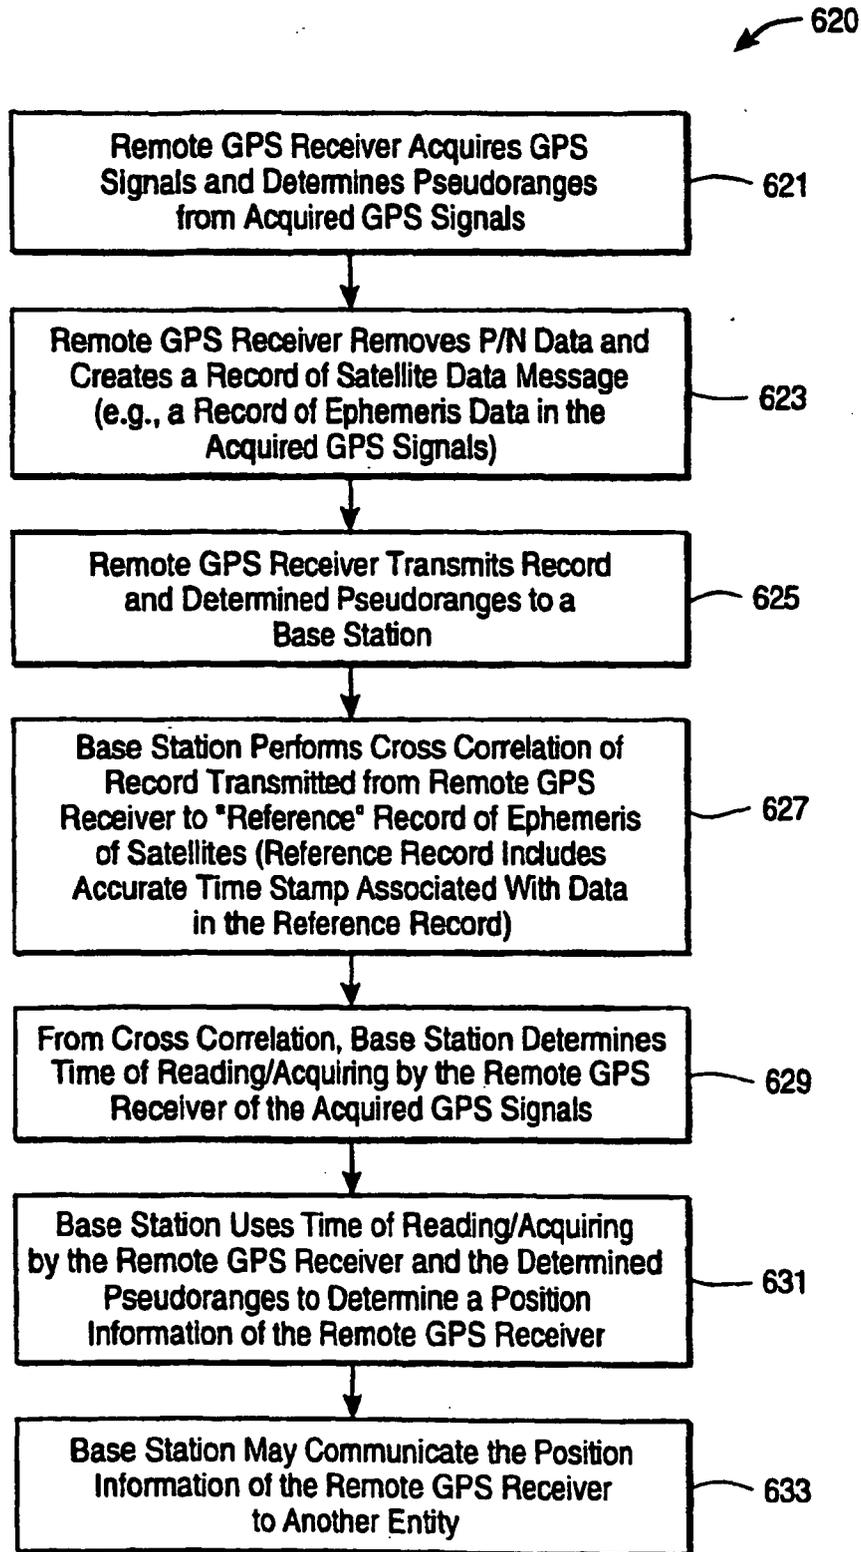 620
Remote GPS Receiver Acquires GPS
Signals and Determines Pseudoranges
from Acquired GPS Signals
621
Remote GPS Receiver Removes P/N Data and
Creates a Record of Satellite Data Message
(e.g., a Record of Ephemeris Data in the
Acquired GPS Signals)
623
Remote GPS Receiver Transmits Record
and Determined Pseudoranges to a
Base Station
625
Base Station Performs Cross Correlation of
Record Transmitted from Remote GPS
Receiver to "Reference" Record of Ephemeris
of Satellites (Reference Record Includes
Accurate Time Stamp Associated With Data
in the Reference Record)
627
From Cross Correlation, Base Station Determines
Time of Reading/Acquiring by the Remote GPS
Receiver of the Acquired GPS Signals
629
Base Station Uses Time of Reading/Acquiring
by the Remote GPS Receiver and the Determined
Pseudoranges to Determine a Position
Information of the Remote GPS Receiver
631
Base Station May Communicate the Position
Information of the Remote GPS Receiver
to Another Entity
633